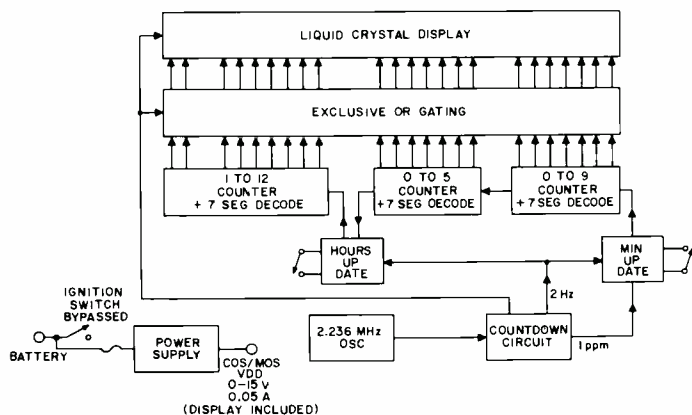 LIQUID CRYSTAL DISPLAY
EXCLUSIVE OR GATING
1 TO 12
COUNTER
+ 7 SEG DECODE
0 TO 5
COUNTER
+ 7 SEG DECODE
0 TO 9
COUNTER
+ 7 SEG DECODE
HOURS
UP
DATE
MIN
UP
DATE
2 Hz
IGNITION
SWITCH
BYPASSED
BATTERY
POWER
SUPPLY
COS/MOS
VDD
0-15 V
0.05 A
(DISPLAY INCLUDED)
2.236 MHz
OSC
COUNTDOWN
CIRCUIT
1 ppm